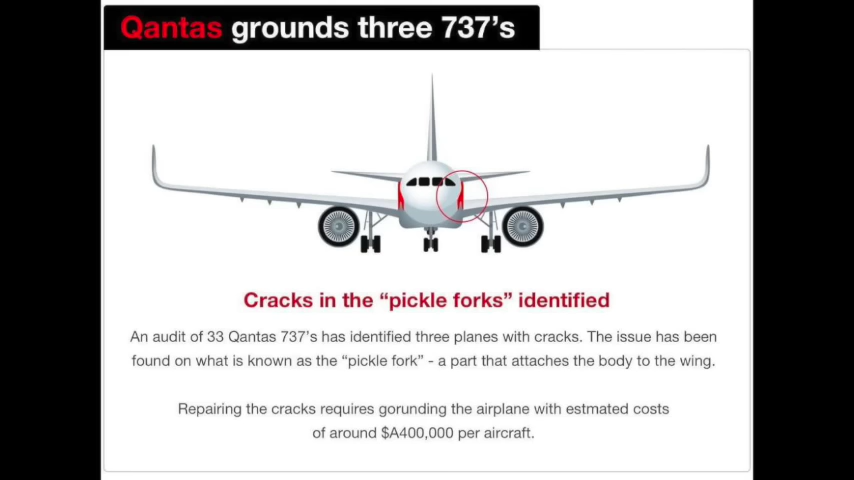 Qantas grounds three 737’s
Cracks in the “pickle forks” identified
An audit of 33 Qantas 737’s has identified three planes with cracks. The issue has been
found on what is known as the “pickle fork” - a part that attaches the body to the wing.
Repairing the cracks requires gorunding the airplane with estmated costs
of around $A400,000 per aircraft.